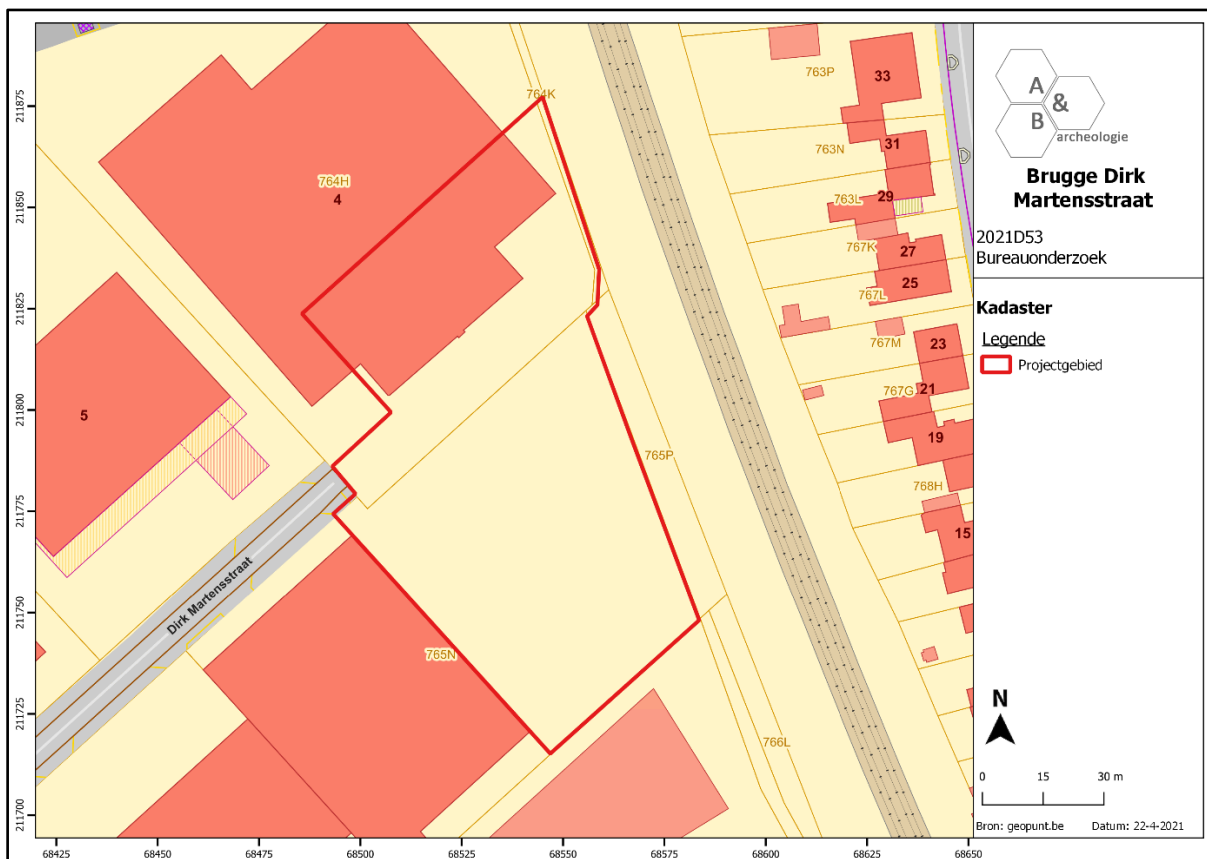 764K
763P
33
763N
31
764H
4
763L
29
767K
27
25
767L
767M
23
21
767G
5
19
765P
768H
15
Dirk Martensstraat
765N
766L
211875
211850
211825
211800
211775
211750
211725
211700
68425
68450
68475
68500
68525
68550
68575
68600
68625
68650
A
&
B
archeologie
Brugge Dirk
Martensstraat
2021D53
Bureauonderzoek
Kadaster
Legende
Projectgebied
N
0 15 30 m
Bron: geopunt.be Datum: 22-4-2021